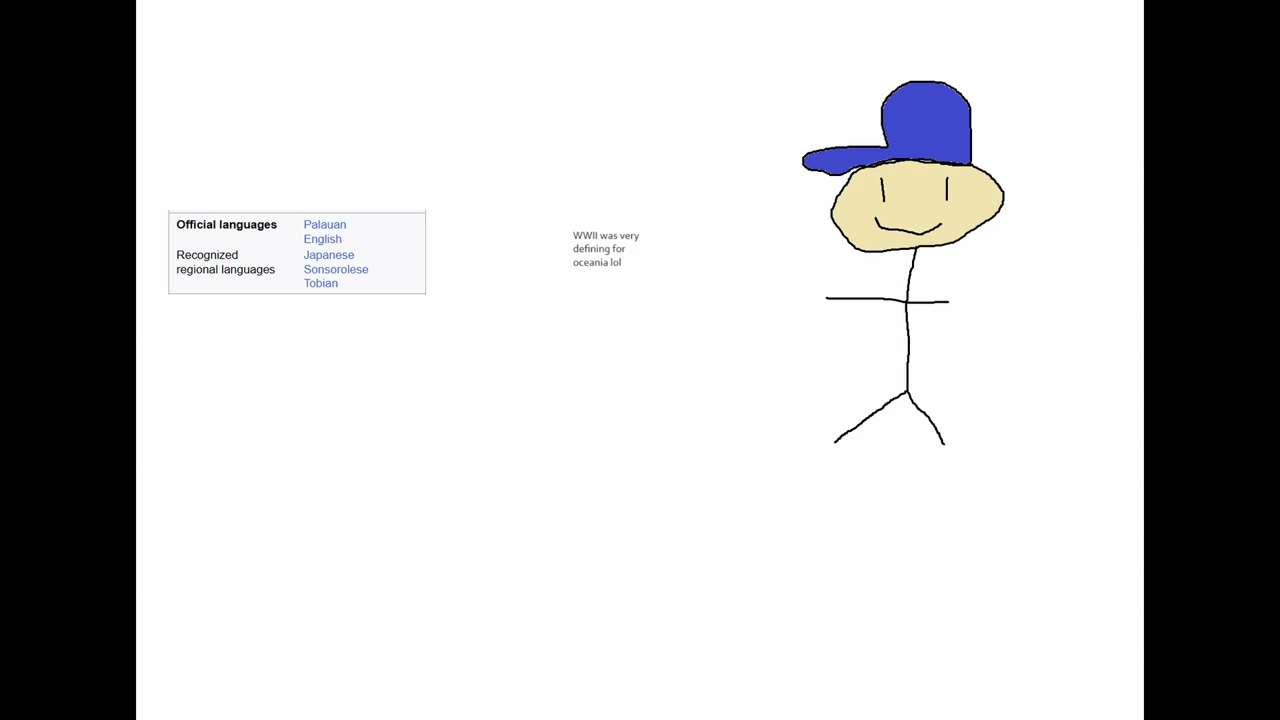 Official languages Palauan
English
Recognized Japanese
regional languages Sonsorolese
Tobian
WWII was very
defining for
oceania lol